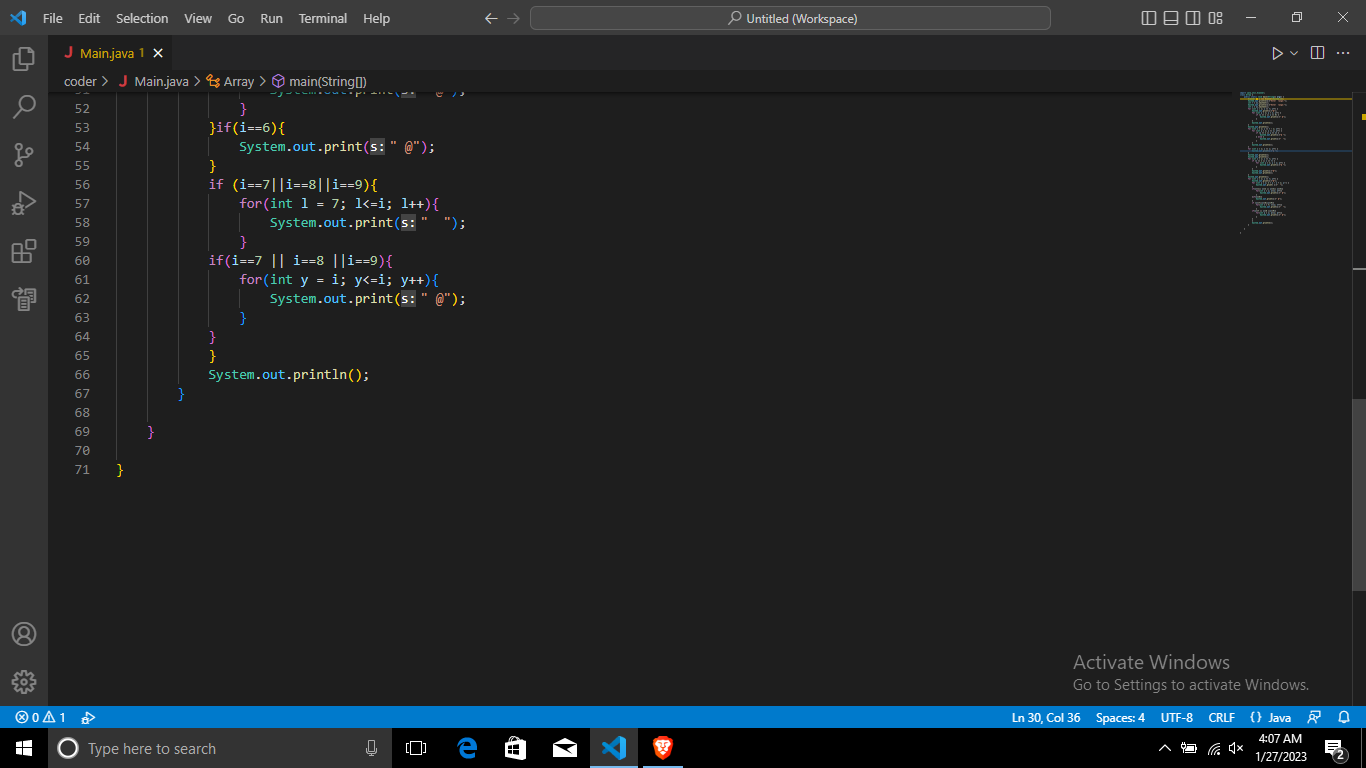 File Edit Selection View Go Run Terminal Help Untitled (Workspace)
Main.java 1
coder > Main.java > Array > main(String[])
52 }
53 }if(i==6){
54 System.out.print(s:" @");
55 }
56 if (i==7||i==8||i==9){
57 for(int l = 7; l<=i; l++){
58 System.out.print(s:"  ");
59 }
60 if(i==7 || i==8 ||i==9){
61 for(int y = i; y<=i; y++){
62 System.out.print(s:" @");
63 }
64 }
65 }
66 System.out.println();
67 }
68
69 }
70
71 }
Activate Windows
Go to Settings to activate Windows.
0 1 Ln 30, Col 36 Spaces: 4 UTF-8 CRLF {} Java
Type here to search 4:07 AM
1/27/2023 2